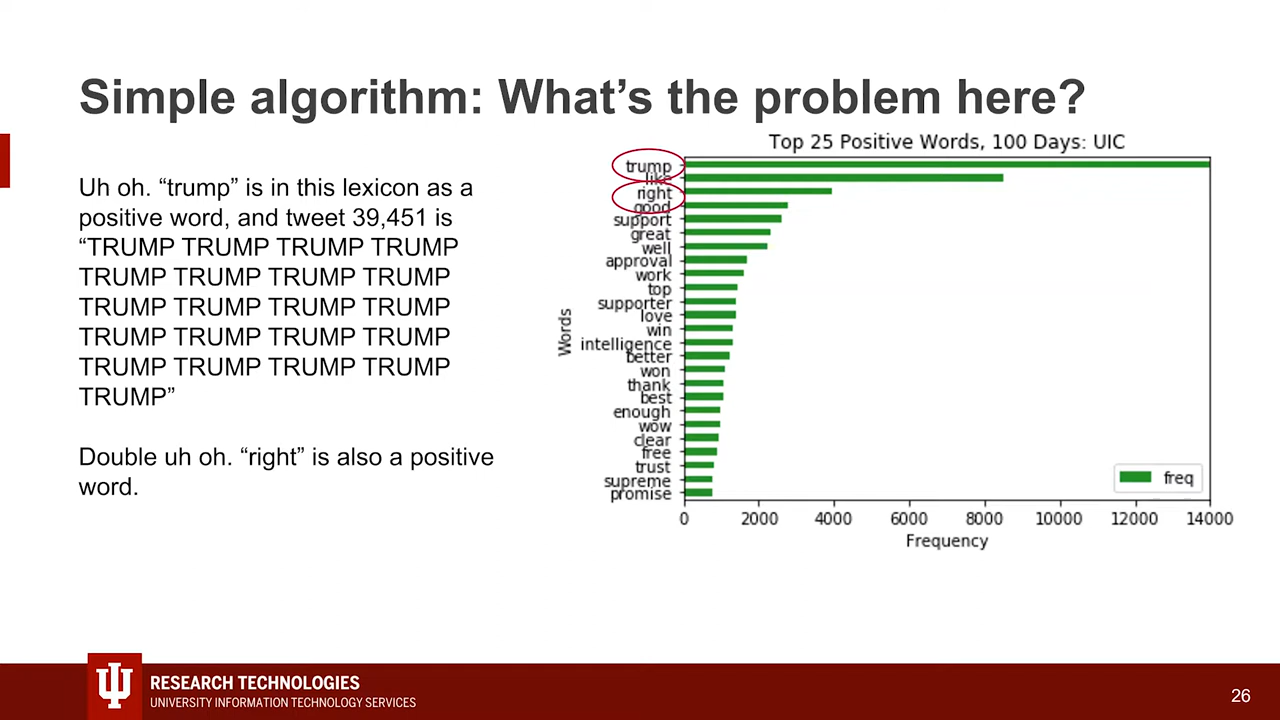 Simple algorithm: What's the problem here?
Uh oh. “trump” is in this lexicon as a
positive word, and tweet 39,451 is
“TRUMP TRUMP TRUMP TRUMP
TRUMP TRUMP TRUMP TRUMP
TRUMP TRUMP TRUMP TRUMP
TRUMP TRUMP TRUMP TRUMP
TRUMP TRUMP TRUMP TRUMP
TRUMP”
Double uh oh. “right” is also a positive
word.
Top 25 Positive Words, 100 Days: UIC
Words
trump
like
right
good
support
great
well
approval
work
top
supporter
love
win
intelligence
better
won
thank
best
enough
wow
clear
free
trust
supreme
promise
freq
0 2000 4000 6000 8000 10000 12000 14000
Frequency
RESEARCH TECHNOLOGIES
UNIVERSITY INFORMATION TECHNOLOGY SERVICES
26